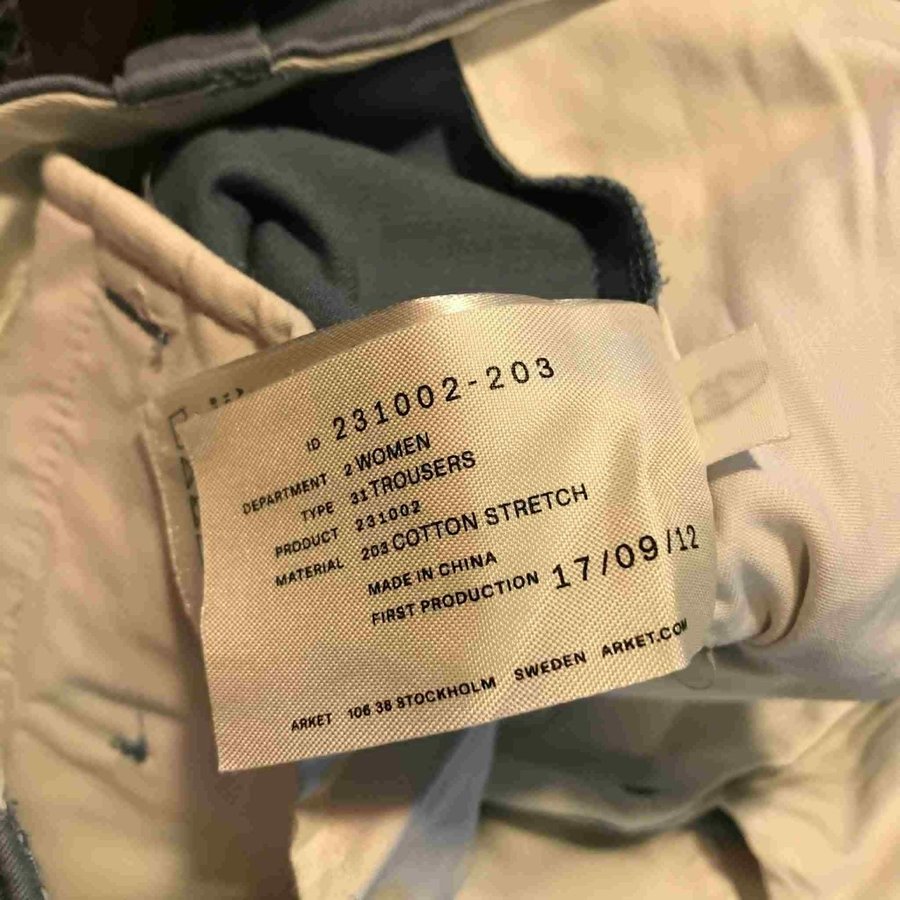 ID 231002-203
DEPARTMENT 2 WOMEN
TYPE 31 TROUSERS
PRODUCT 231002
MATERIAL 203 COTTON STRETCH
MADE IN CHINA
FIRST PRODUCTION 17/09/12
ARKET 106 38 STOCKHOLM SWEDEN ARKET.COM